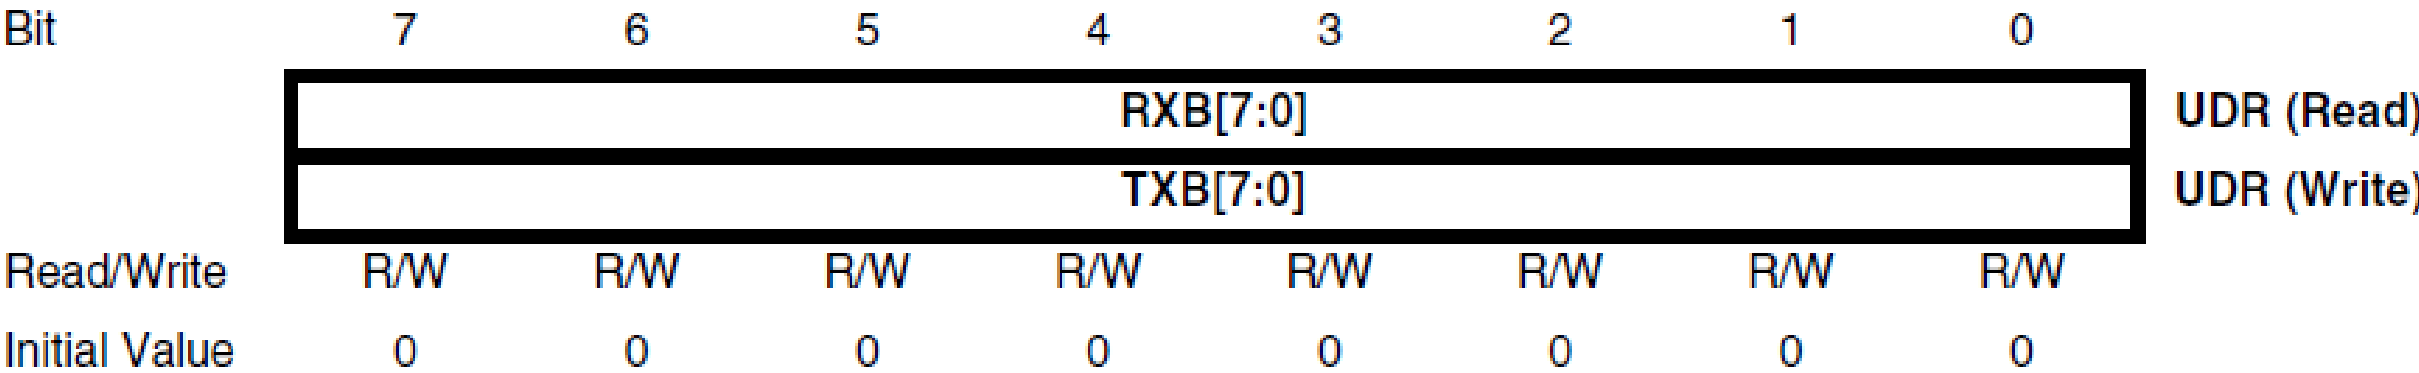 Bit 7 6 5 4 3 2 1 0
RXB[7:0] UDR (Read)
TXB[7:0] UDR (Write)
Read/Write R/W R/W R/W R/W R/W R/W R/W R/W
Initial Value 0 0 0 0 0 0 0 0